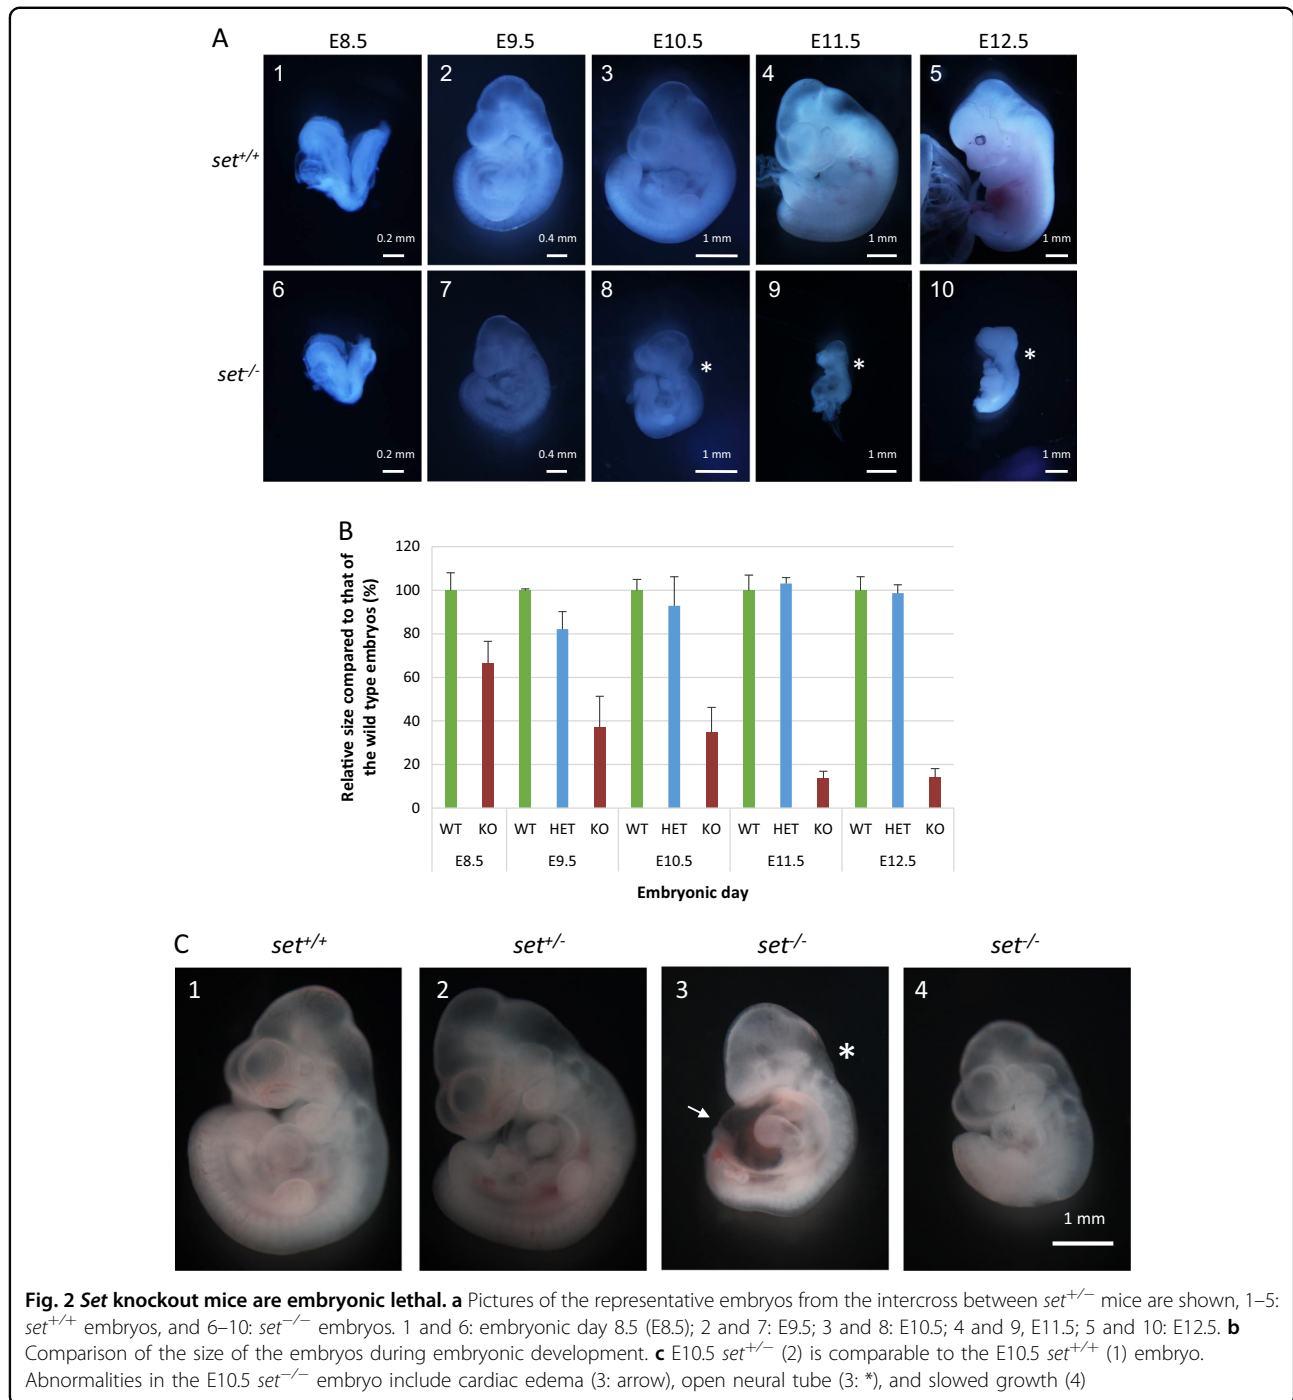 A
E8.5 E9.5 E10.5 E11.5 E12.5
set+/+
1 2 3 4 5
0.2 mm 0.4 mm 1 mm 1 mm 1 mm
set-/-
6 7 8 * 9 * 10 *
0.2 mm 0.4 mm 1 mm 1 mm 1 mm
B
Relative size compared to that of
the wild type embryos (%)
120
100
80
60
40
20
0
WT KO WT HET KO WT HET KO WT HET KO WT HET KO
E8.5 E9.5 E10.5 E11.5 E12.5
Embryonic day
C
set+/+ set+/- set-/- set-/-
1 2 3 * 4
1 mm
Fig. 2 Set knockout mice are embryonic lethal. a Pictures of the representative embryos from the intercross between set+/− mice are shown, 1–5:
set+/+ embryos, and 6–10: set−/− embryos. 1 and 6: embryonic day 8.5 (E8.5); 2 and 7: E9.5; 3 and 8: E10.5; 4 and 9, E11.5; 5 and 10: E12.5. b
Comparison of the size of the embryos during embryonic development. c E10.5 set+/− (2) is comparable to the E10.5 set+/+ (1) embryo.
Abnormalities in the E10.5 set−/− embryo include cardiac edema (3: arrow), open neural tube (3: *), and slowed growth (4)